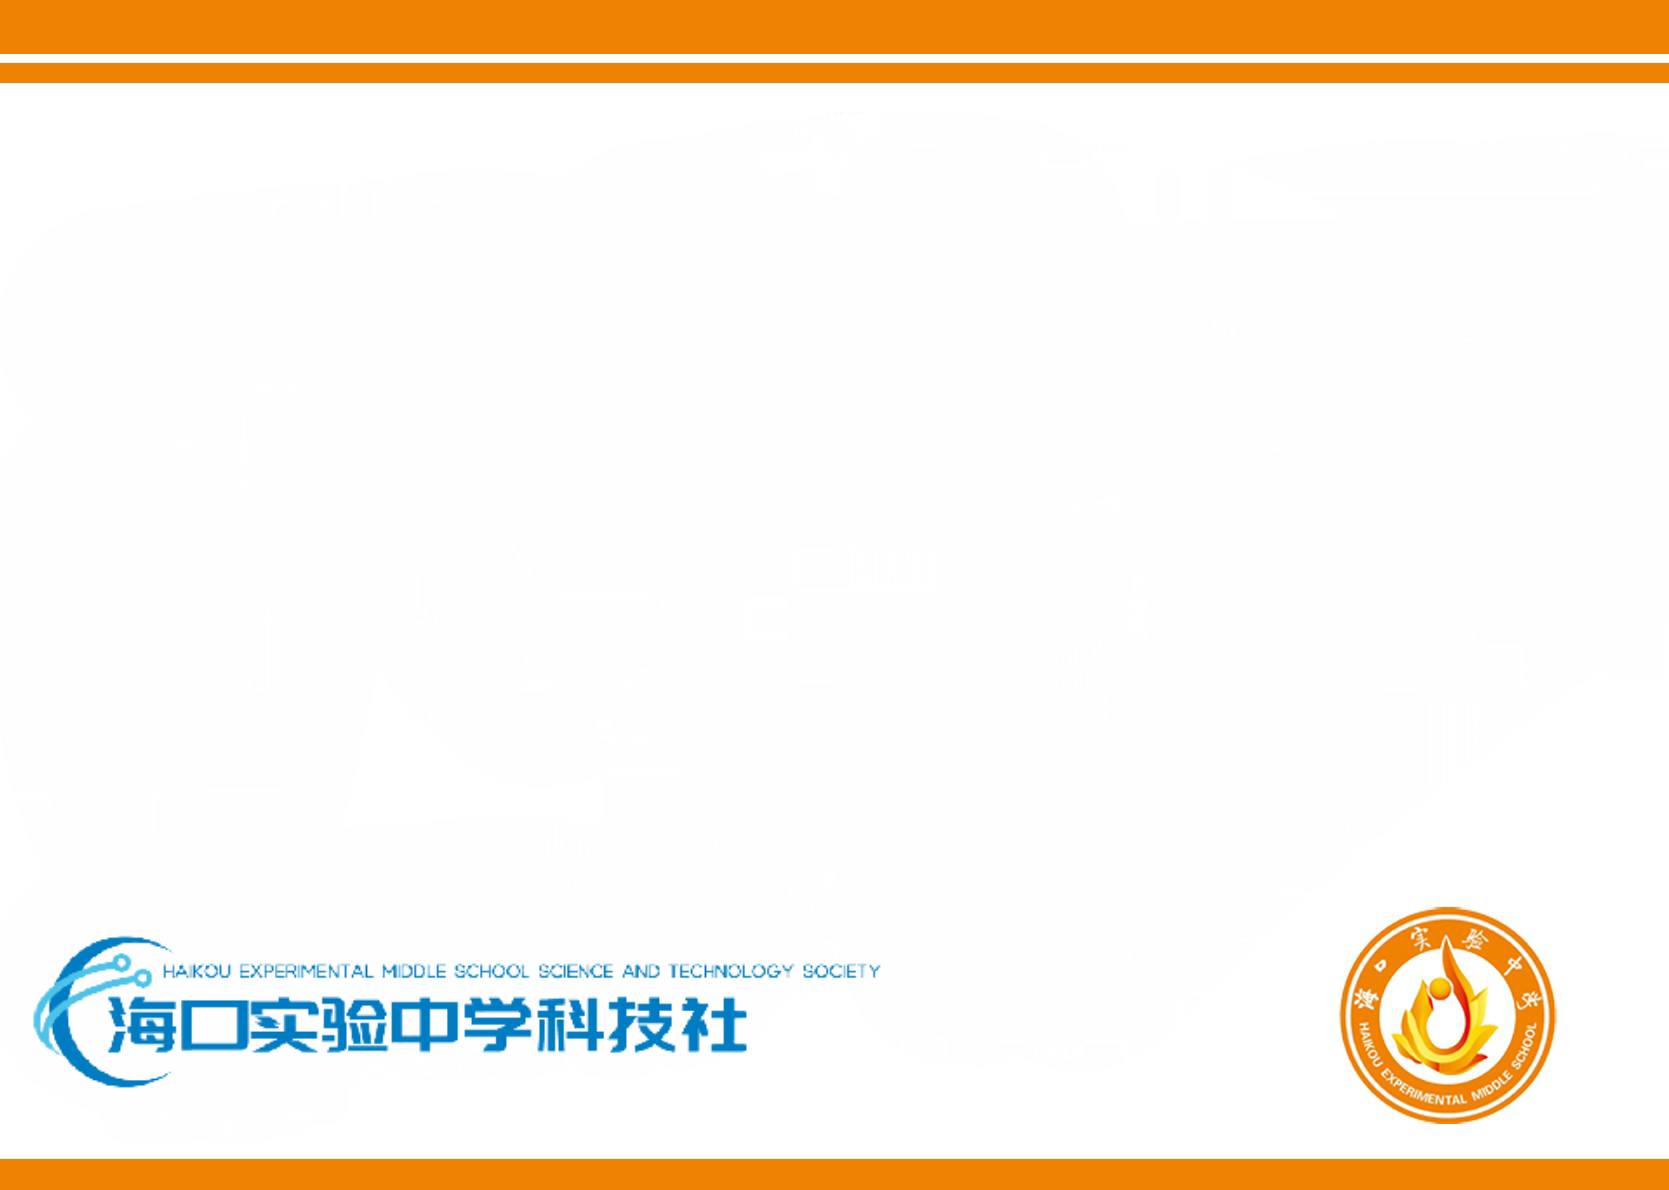 HAIKOU EXPERIMENTAL MIDDLE SCHOOL SCIENCE AND TECHNOLOGY SOCIETY
海口实验中学科技社
海口实验中学
HAIKOU EXPERIMENTAL MIDDLE SCHOOL